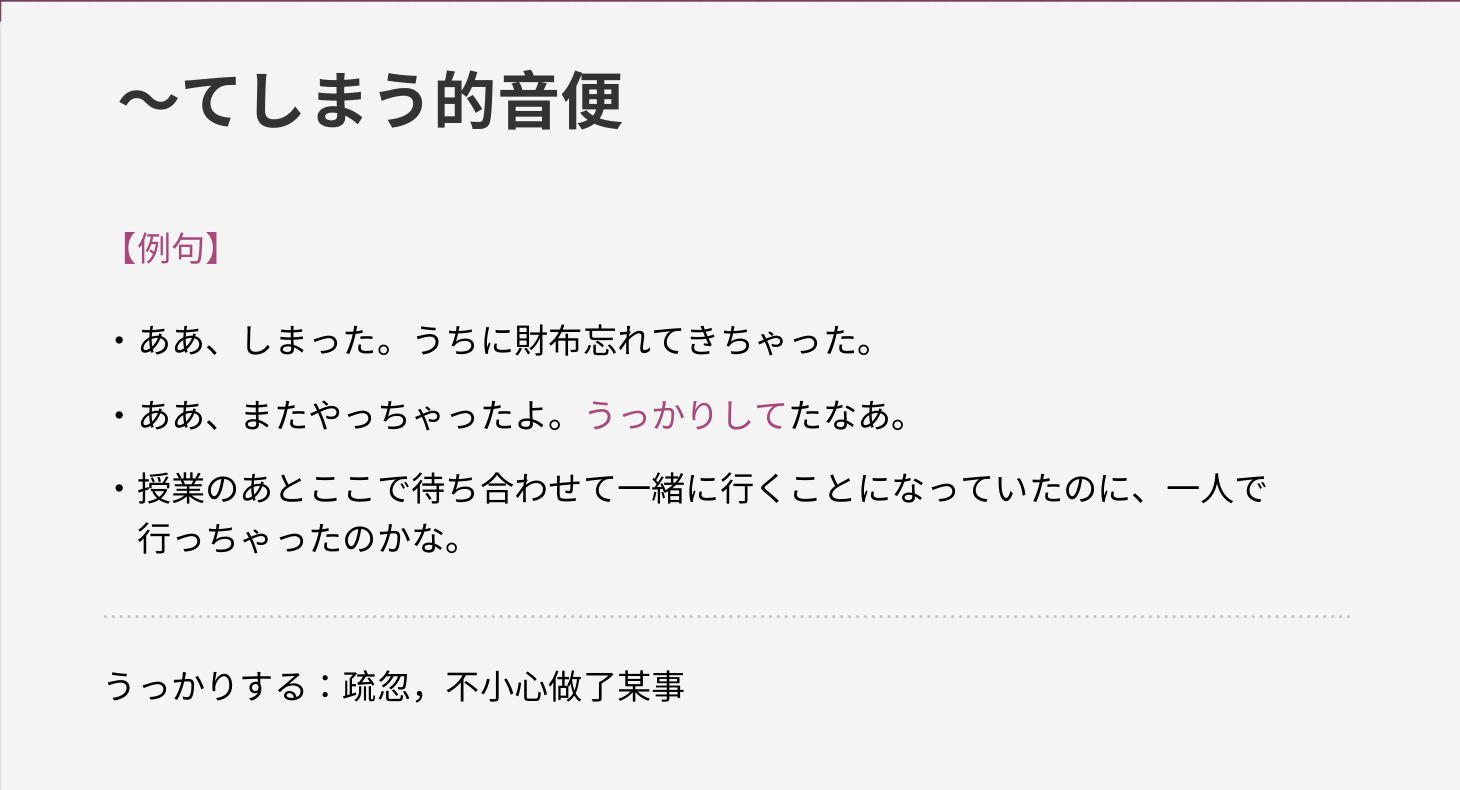 ～てしまう的音便
【例句】
・ああ、しまった。うちに財布忘れてきちゃった。
・ああ、またやっちゃったよ。うっかりしてたなあ。
・授業のあとここで待ち合わせて一緒に行くことになっていたのに、一人で
行っちゃったのかな。
うっかりする：疏忽，不小心做了某事